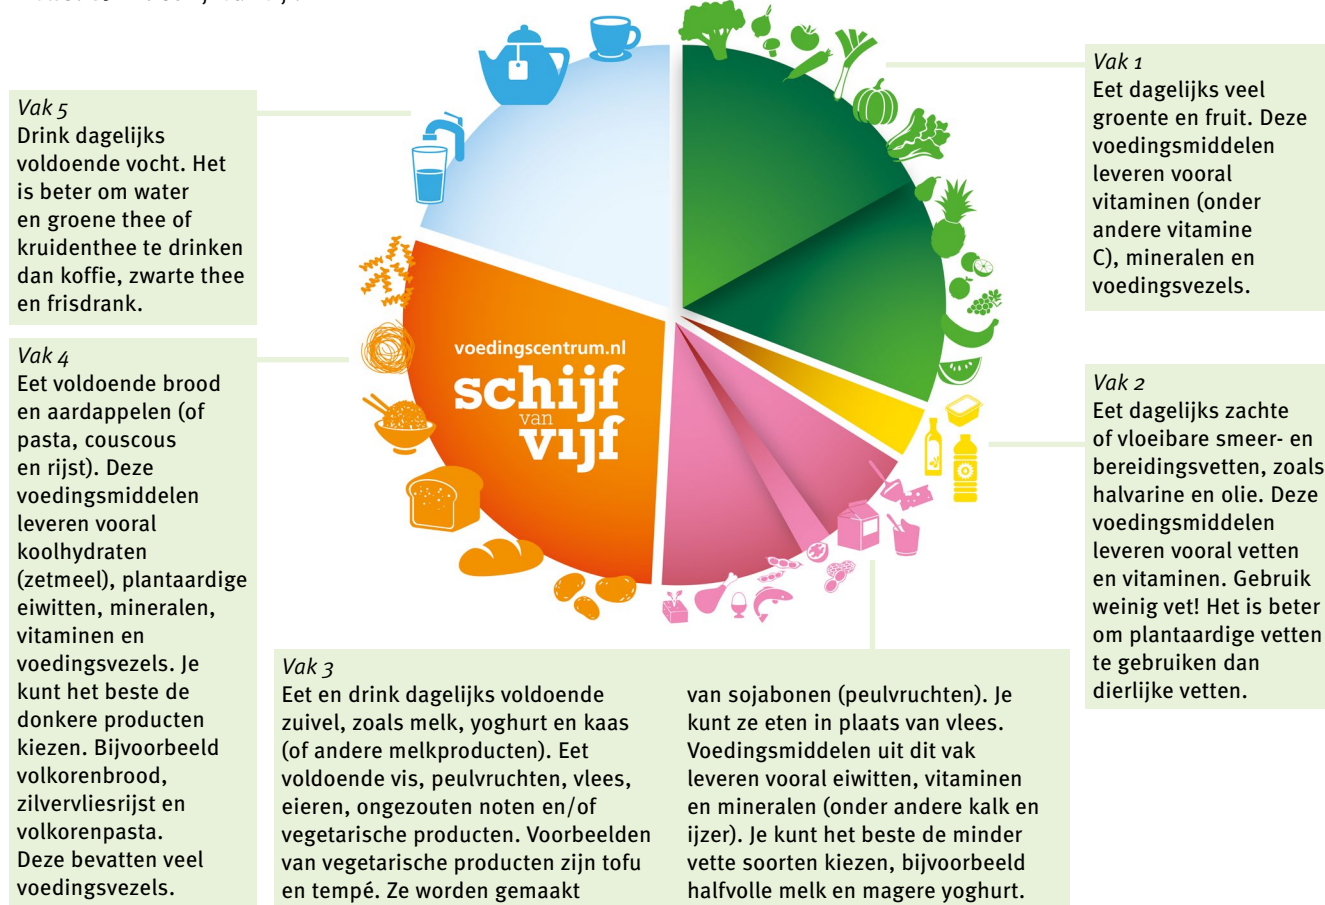 Vak 5
Drink dagelijks
voldoende vocht. Het
is beter om water
en groene thee of
kruidenthee te drinken
dan koffie, zwarte thee
en frisdrank.
Vak 4
Eet voldoende brood
en aardappelen (of
pasta, couscous
en rijst). Deze
voedingsmiddelen
leveren vooral
koolhydraten
(zetmeel), plantaardige
eiwitten, mineralen,
vitaminen en
voedingsvezels. Je
kunt het beste de
donkere producten
kiezen. Bijvoorbeeld
volkorenbrood,
zilvervliesrijst en
volkorenpasta.
Deze bevatten veel
voedingsvezels.
voedingscentrum.nl
schijf
van
vijf
Vak 3
Eet en drink dagelijks voldoende
zuivel, zoals melk, yoghurt en kaas
(of andere melkproducten). Eet
voldoende vis, peulvruchten, vlees,
eieren, ongezouten noten en/of
vegetarische producten. Voorbeelden
van vegetarische producten zijn tofu
en tempé. Ze worden gemaakt
van sojabonen (peulvruchten). Je
kunt ze eten in plaats van vlees.
Voedingsmiddelen uit dit vak
leveren vooral eiwitten, vitaminen
en mineralen (onder andere kalk en
ijzer). Je kunt het beste de minder
vette soorten kiezen, bijvoorbeeld
halfvolle melk en magere yoghurt.
Vak 1
Eet dagelijks veel
groente en fruit. Deze
voedingsmiddelen
leveren vooral
vitaminen (onder
andere vitamine
C), mineralen en
voedingsvezels.
Vak 2
Eet dagelijks zachte
of vloeibare smeer- en
bereidingsvetten, zoals
halvarine en olie. Deze
voedingsmiddelen
leveren vooral vetten
en vitaminen. Gebruik
weinig vet! Het is beter
om plantaardige vetten
te gebruiken dan
dierlijke vetten.